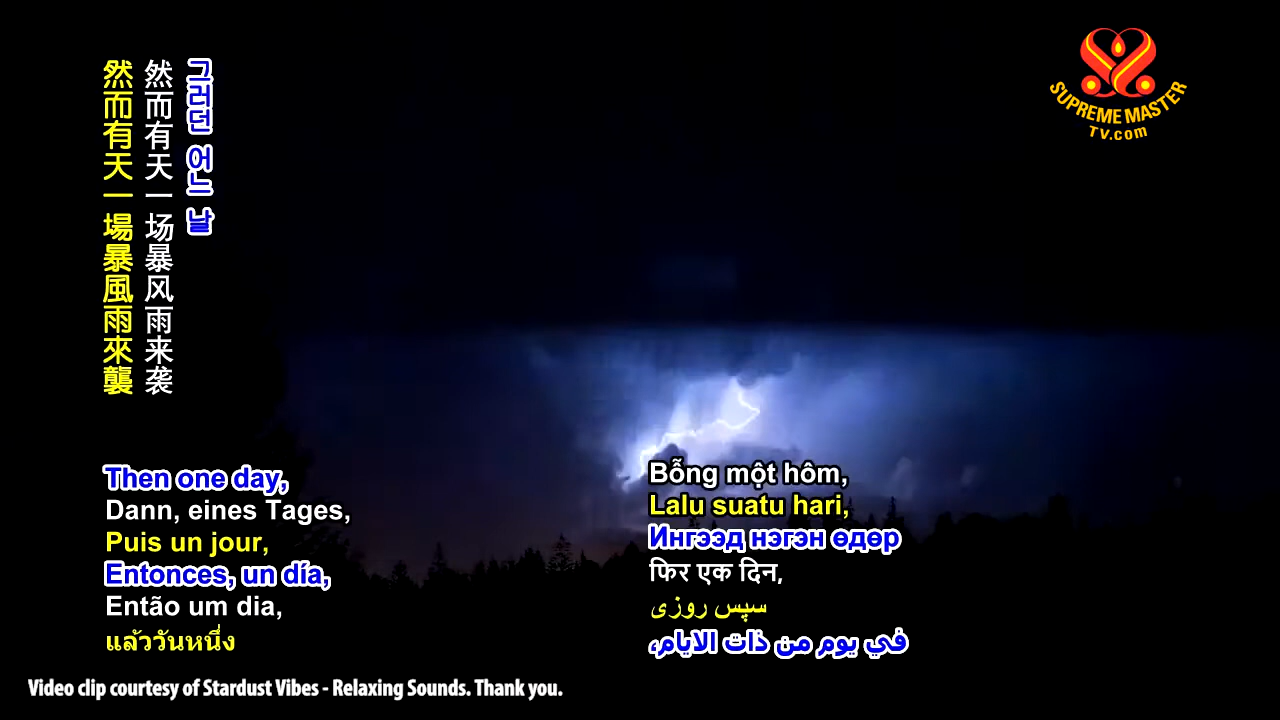 그러던 어느 날
然而有天一场暴风雨来袭
然而有天一場暴風雨來襲
SUPREME MASTER
TV.com
Then one day,
Dann, eines Tages,
Puis un jour,
Entonces, un día,
Então um dia,
แล้ววันหนึ่ง
Bỗng một hôm,
Lalu suatu hari,
Ингээд нэгэн өдөр
फिर एक दिन,
سپس روزی
في يوم من ذات الايام،
Video clip courtesy of Stardust Vibes - Relaxing Sounds. Thank you.